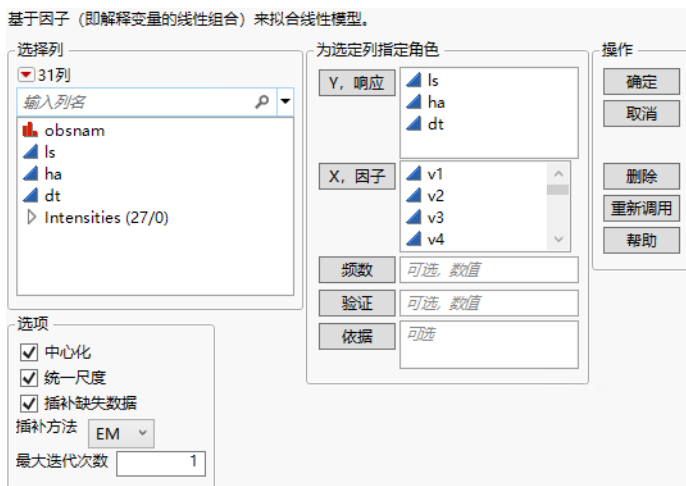 基于因子（即解释变量的线性组合）来拟合线性模型。
选择列
31列
输入列名
obsnam
ls
ha
dt
Intensities (27/0)
选项
中心化
统一尺度
插补缺失数据
插补方法 EM
最大迭代次数 1
为选定列指定角色
Y，响应
ls
ha
dt
X，因子
v1
v2
v3
v4
频数 可选，数值
验证 可选，数值
依据 可选
操作
确定
取消
删除
重新调用
帮助